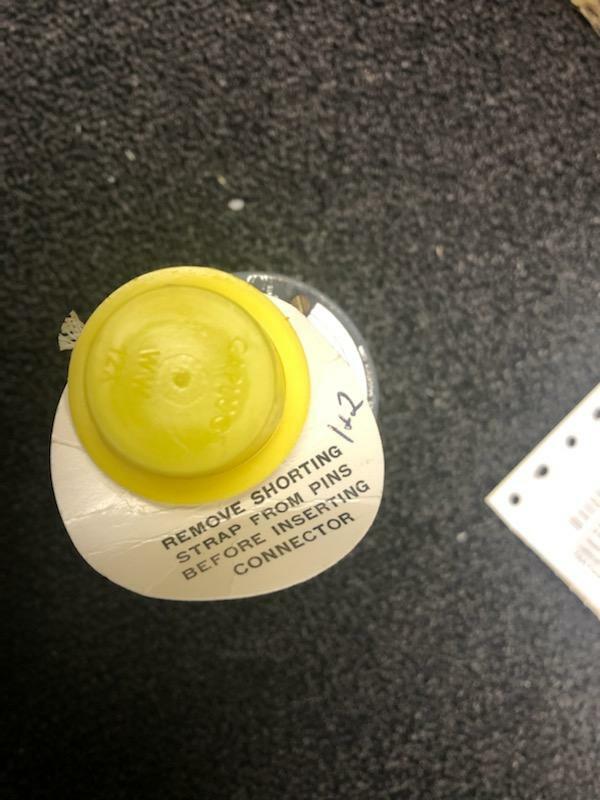 1+2
REMOVE SHORTING
STRAP FROM PINS
BEFORE INSERTING
CONNECTOR